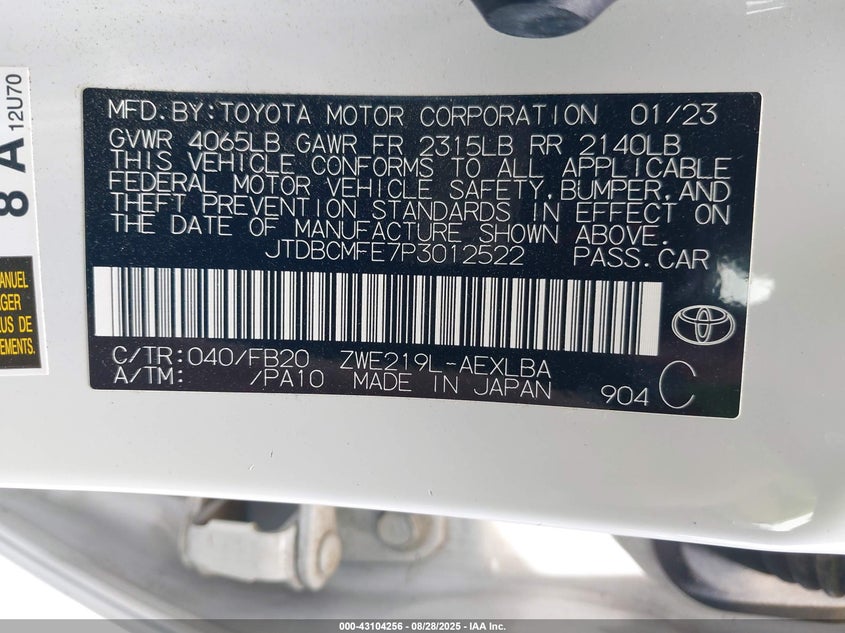 MFD.BY:TOYOTA MOTOR CORPORATION 01/23
GVWR 4065LB GAWR FR 2315LB RR 2140LB
THIS VEHICLE CONFORMS TO ALL APPLICABLE
FEDERAL MOTOR VEHICLE SAFETY,BUMPER,AND
THEFT PREVENTION STANDARDS IN EFFECT ON
THE DATE OF MANUFACTURE SHOWN ABOVE.
JTDBCMFE7P3012522 PASS.CAR
C/TR:040/FB20 ZWE219L-AEXLBA
A/TM: /PA10 MADE IN JAPAN 904 C
8 A 12U70
MANUEL
PLUS DE
000-43104256 - 08/28/2025 - IAA Inc.